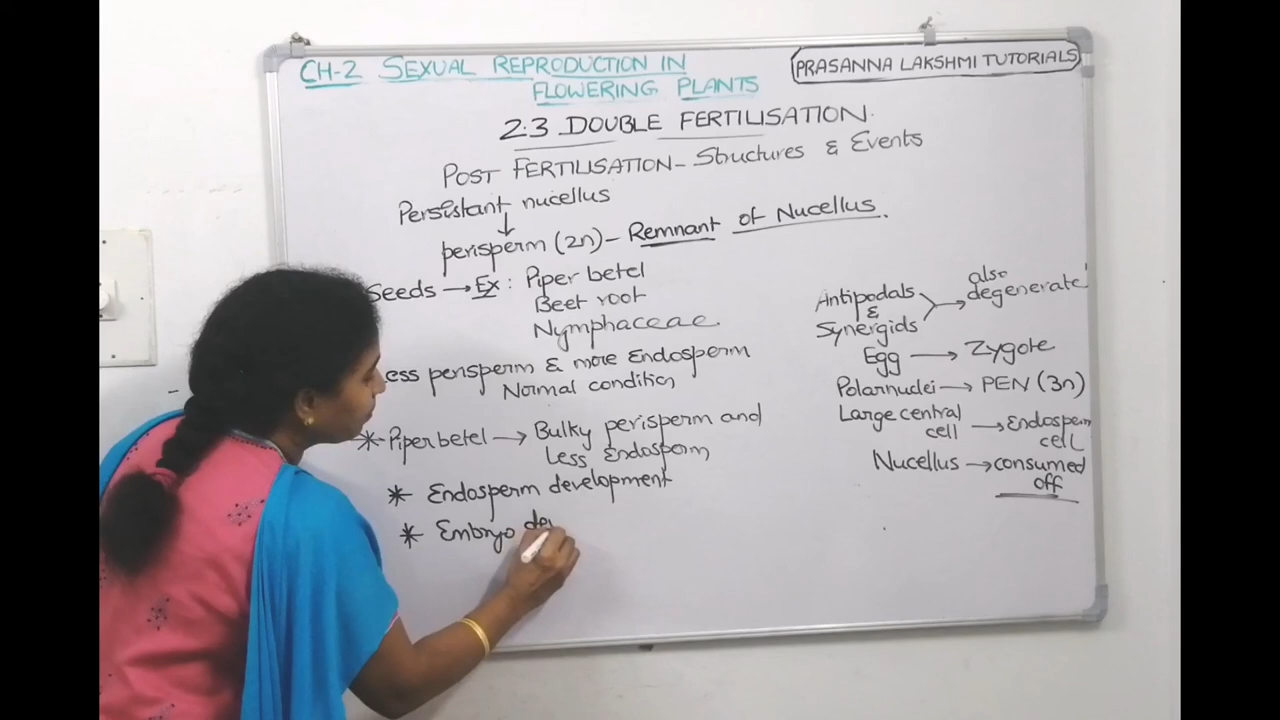 CH-2 SEXUAL REPRODUCTION IN
FLOWERING PLANTS
PRASANNA LAKSHMI TUTORIALS
2.3 DOUBLE FERTILISATION.
POST FERTILISATION - Structures & Events
Persistant nucellus
↓
perisperm (2n) - Remnant of Nucellus.
Seeds → Ex : Piper betel
Beet root
Nymphaceae.
ess perisperm & more Endosperm
Normal condition
* Piper betel → Bulky perisperm and
Less Endosporm
* Endosperm development
* Embryo de
Antipodals
&
Synergids
→ also
degenerate
Egg → Zygote
Polarnudei → PEN (3n)
Large central
cell → Endosperm
cell
Nucellus → consumed
off